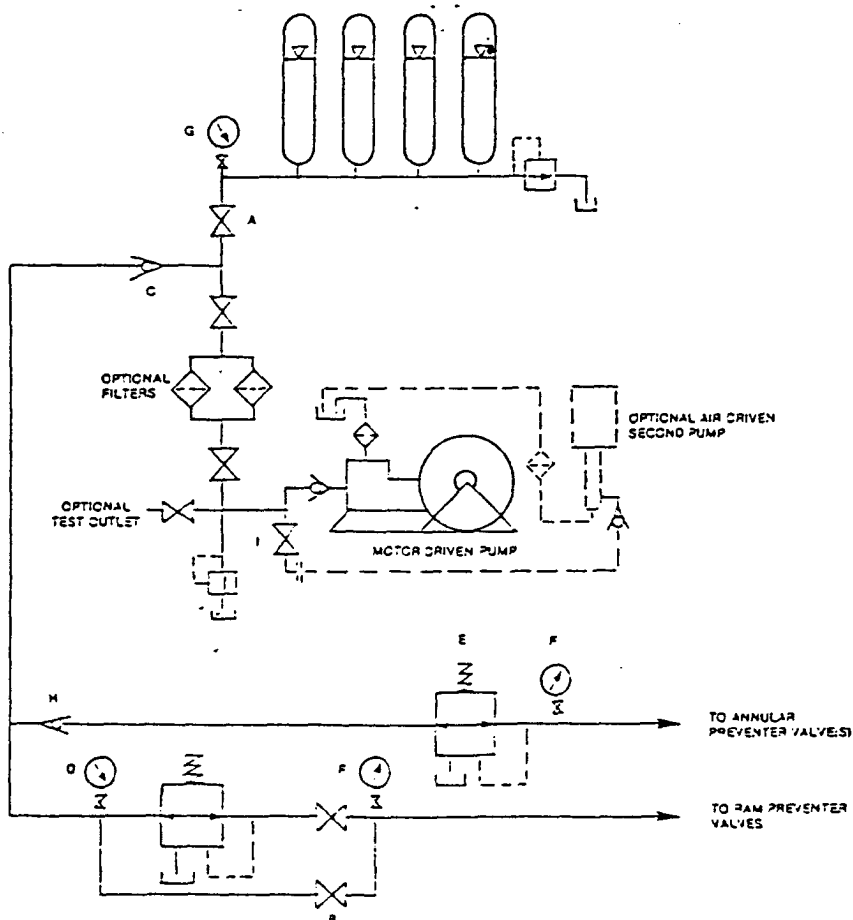 G
A
C
OPTIONAL
FILTERS
OPTIONAL AIR DRIVEN
SECOND PUMP
OPTIONAL
TEST OUTLET
I
MOTOR DRIVEN PUMP
E
F
H
TO ANNULAR
PREVENTER VALVE(S)
D
F
TO RAM PREVENTER
VALVES